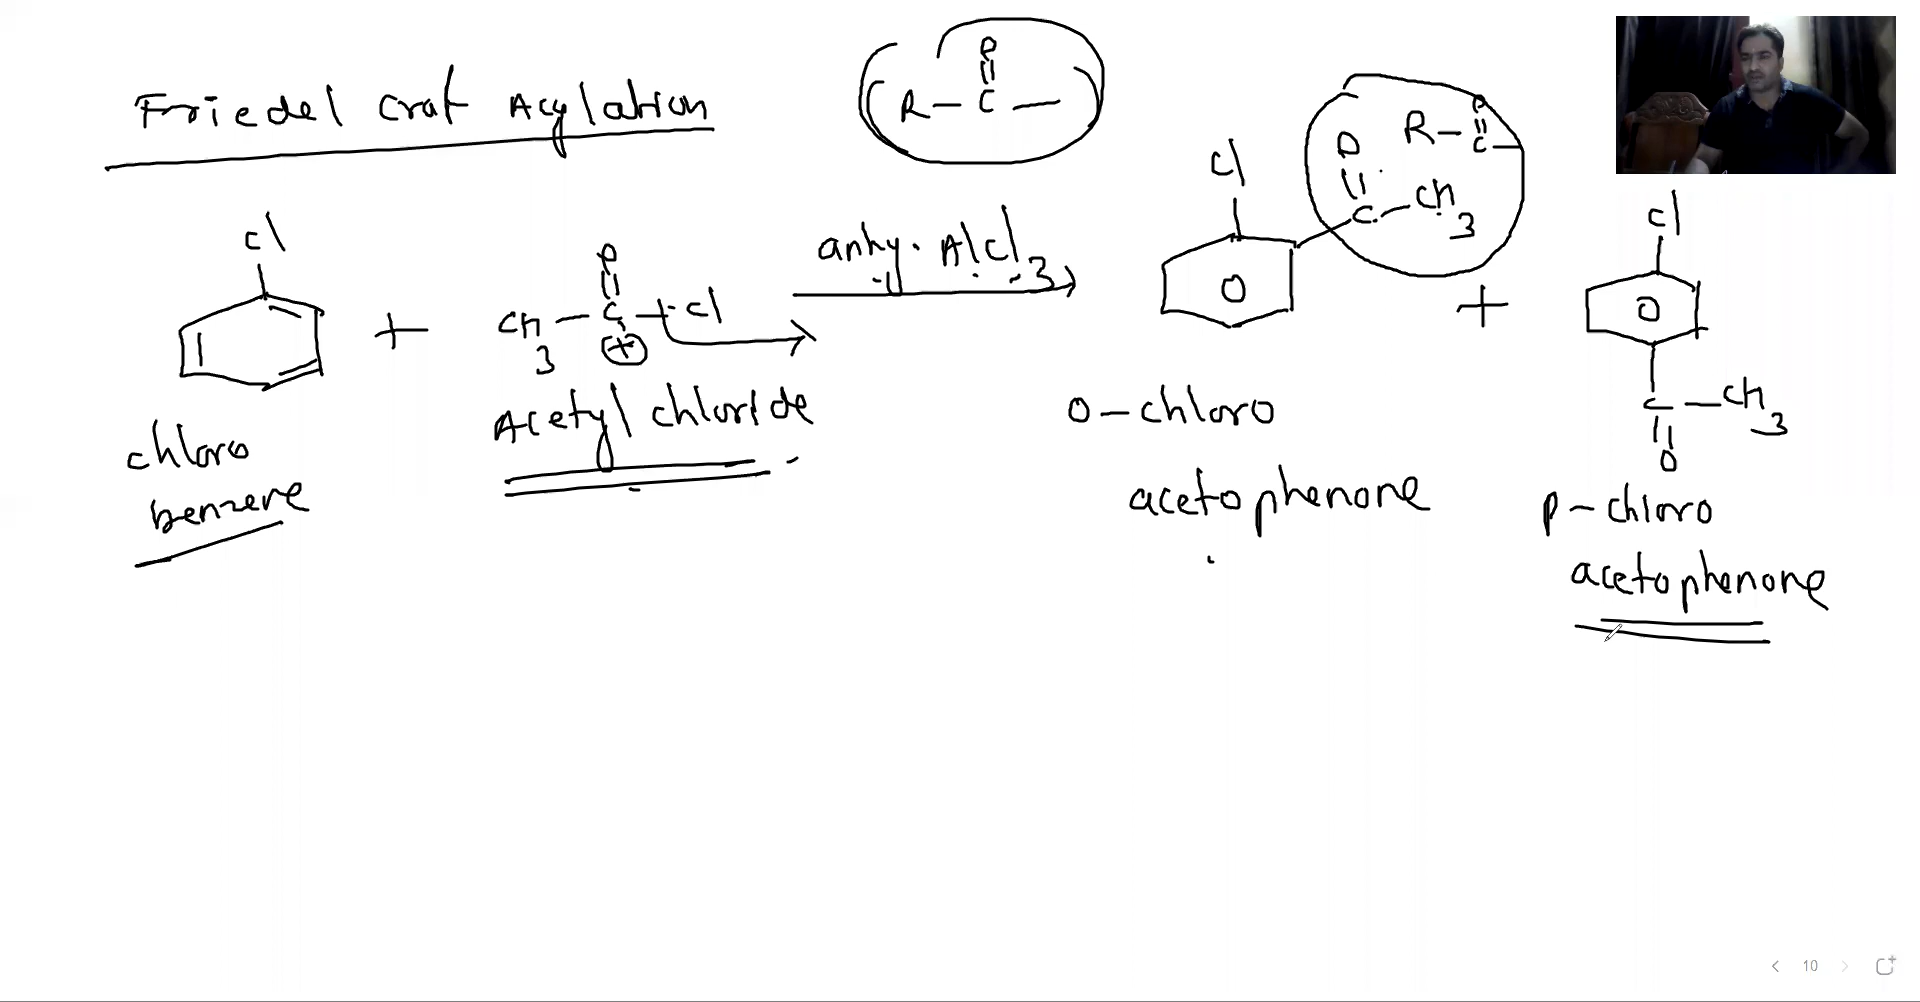 Friedel Craft Acylation
O
R – C –
Cl
chloro
benzene
+
O
CH3 – C – Cl
+
Acetyl chloride
anhy. AlCl3
Cl
O
C – CH3
O
R – C –
O – chloro
acetophenone
+
Cl
C – CH3
O
P – chloro
acetophenone
10